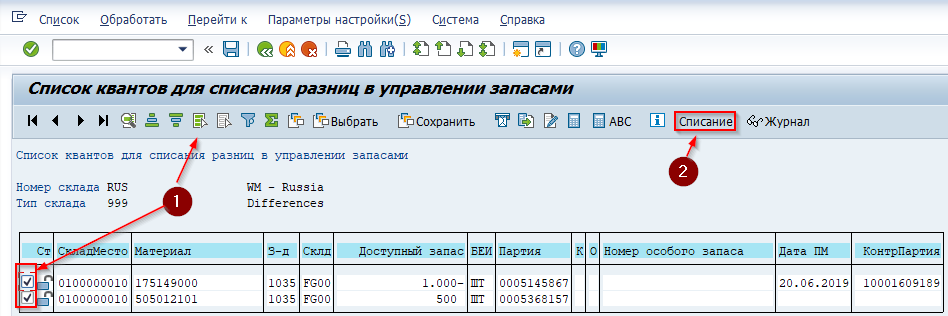 Список Обработать Перейти к Параметры настройки(S) Система Справка
Список квантов для списания разниц в управлении запасами
Выбрать Сохранить ABC Списание Журнал
Список квантов для списания разниц в управлении запасами
1
2
Номер склада RUS WM - Russia
Тип склада 999 Differences
Ст СкладМесто Материал З-д Склд Доступный запас БЕИ Партия К О Номер особого запаса Дата ПМ КонтрПартия
0100000010 175149000 1035 FG00 1.000- ШТ 0005145867 20.06.2019 10001609189
0100000010 505012101 1035 FG00 500 ШТ 0005368157